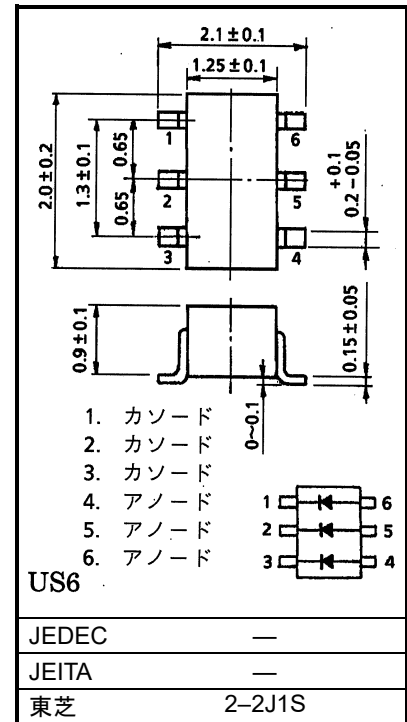 2.1±0.1
1.25±0.1
2.0±0.2
1.3±0.1
0.65
0.65
1
2
3
6
5
4
+0.1
0.2-0.05
0.9±0.1
0~0.1
0.15±0.05
1. カソード
2. カソード
3. カソード
4. アノード
5. アノード
6. アノード
1 6
2 5
3 4
US6
JEDEC —
JEITA —
東芝 2–2J1S